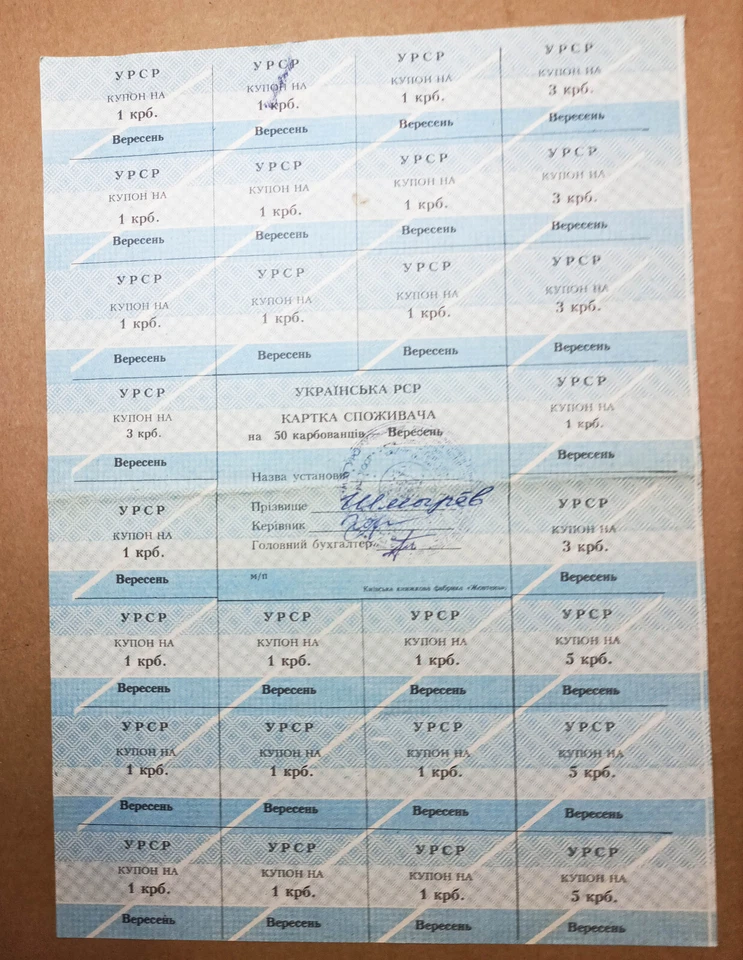 УРСР
КУПОН НА
1 крб.
Вересень
УРСР
КУПОН НА
1 крб.
Вересень
УРСР
КУПОН НА
1 крб.
Вересень
УРСР
КУПОН НА
3 крб.
Вересень
УРСР
КУПОН НА
1 крб.
Вересень
УРСР
КУПОН НА
1 крб.
Вересень
УРСР
КУПОН НА
1 крб.
Вересень
УРСР
КУПОН НА
3 крб.
Вересень
УРСР
КУПОН НА
1 крб.
Вересень
УРСР
КУПОН НА
1 крб.
Вересень
УРСР
КУПОН НА
1 крб.
Вересень
УРСР
КУПОН НА
3 крб.
Вересень
УРСР
КУПОН НА
3 крб.
Вересень
УКРАЇНСЬКА РСР
КАРТКА СПОЖИВАЧА
на 50 карбованців Вересень
Назва установи
Прізвище Шмырёв
Керівник
Головний бухгалтер
м/п
Київська книжкова фабрика «Жовтень»
УРСР
КУПОН НА
1 крб.
Вересень
УРСР
КУПОН НА
1 крб.
Вересень
УРСР
КУПОН НА
3 крб.
Вересень
УРСР
КУПОН НА
1 крб.
Вересень
УРСР
КУПОН НА
1 крб.
Вересень
УРСР
КУПОН НА
1 крб.
Вересень
УРСР
КУПОН НА
5 крб.
Вересень
УРСР
КУПОН НА
1 крб.
Вересень
УРСР
КУПОН НА
1 крб.
Вересень
УРСР
КУПОН НА
1 крб.
Вересень
УРСР
КУПОН НА
5 крб.
Вересень
УРСР
КУПОН НА
1 крб.
Вересень
УРСР
КУПОН НА
1 крб.
Вересень
УРСР
КУПОН НА
1 крб.
Вересень
УРСР
КУПОН НА
5 крб.
Вересень